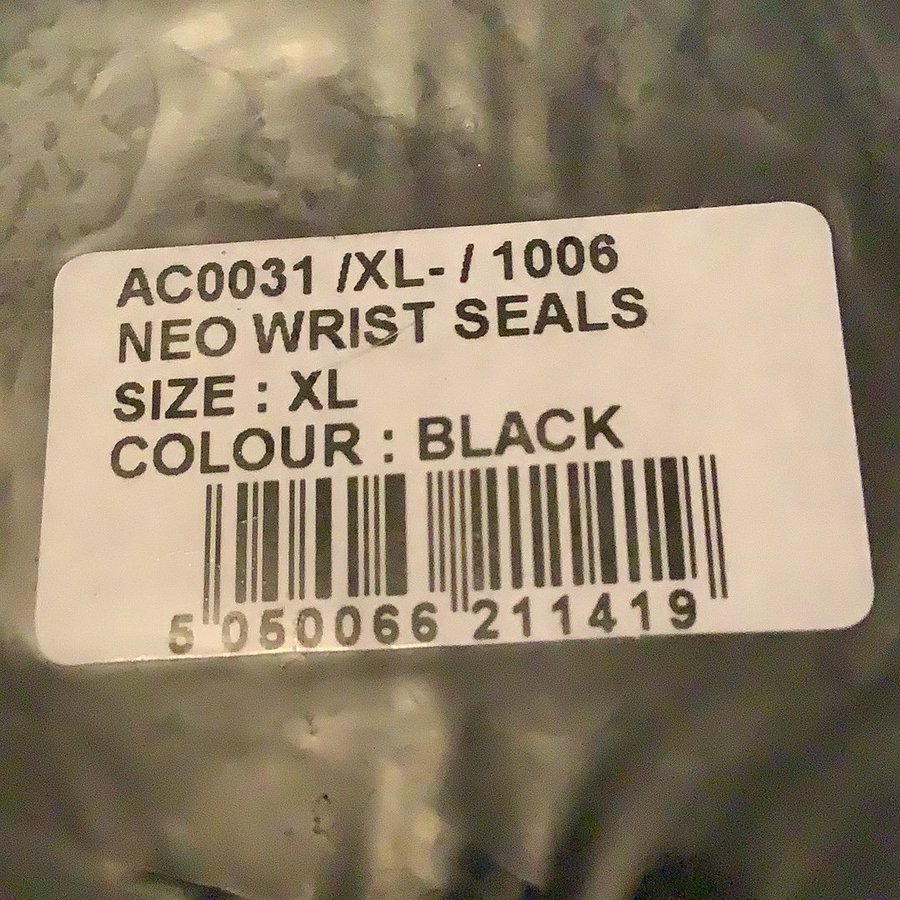 AC0031 /XL- / 1006
NEO WRIST SEALS
SIZE : XL
COLOUR : BLACK
5 050066 211419